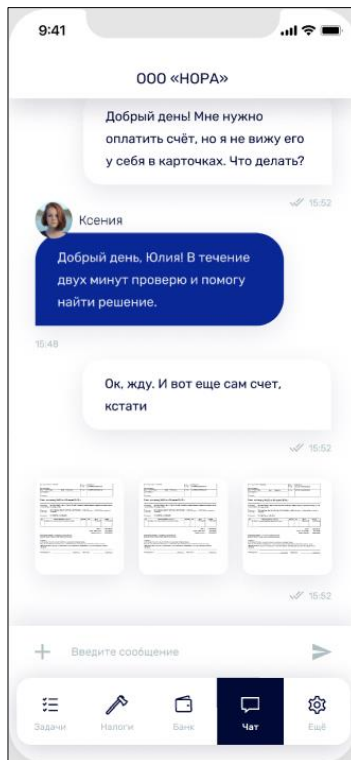 9:41
ООО «НОРА»
Добрый день! Мне нужно
оплатить счёт, но я не вижу его
у себя в карточках. Что делать?
15:52
Ксения
Добрый день, Юлия! В течение
двух минут проверю и помогу
найти решение.
15:48
Ок, жду. И вот еще сам счет,
кстати
15:52
15:52
Введите сообщение
Задачи
Налоги
Банк
Чат
Ещё